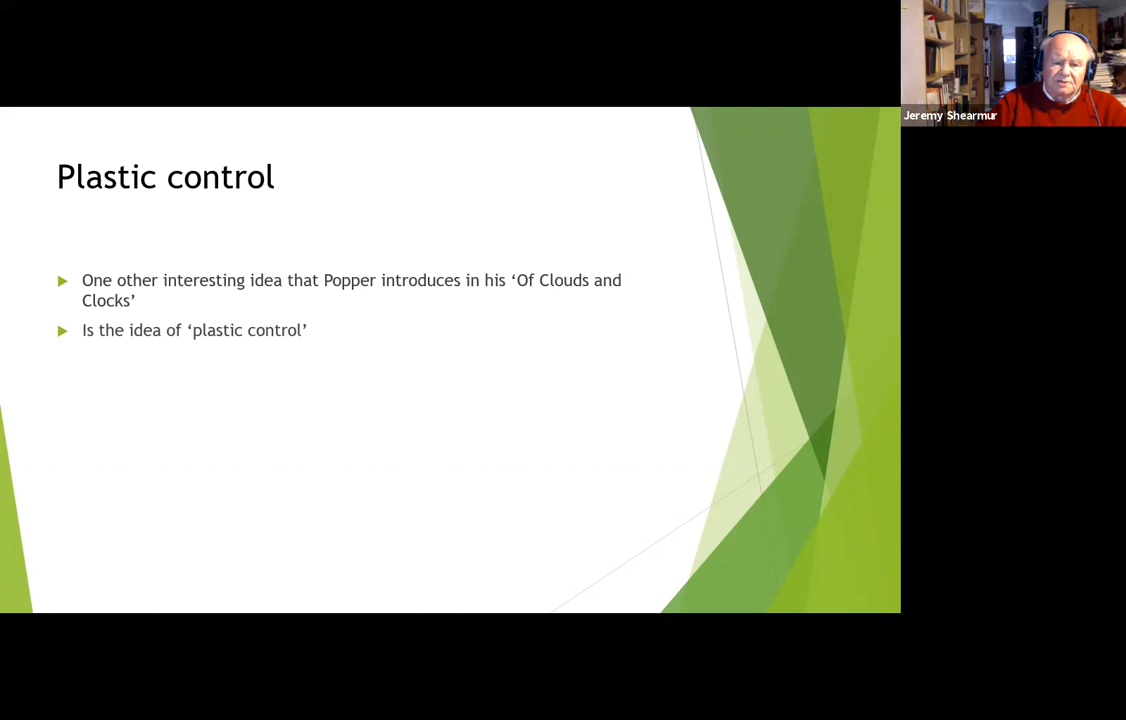 Jeremy Shearmur
Plastic control
One other interesting idea that Popper introduces in his ‘Of Clouds and
Clocks’
Is the idea of ‘plastic control’